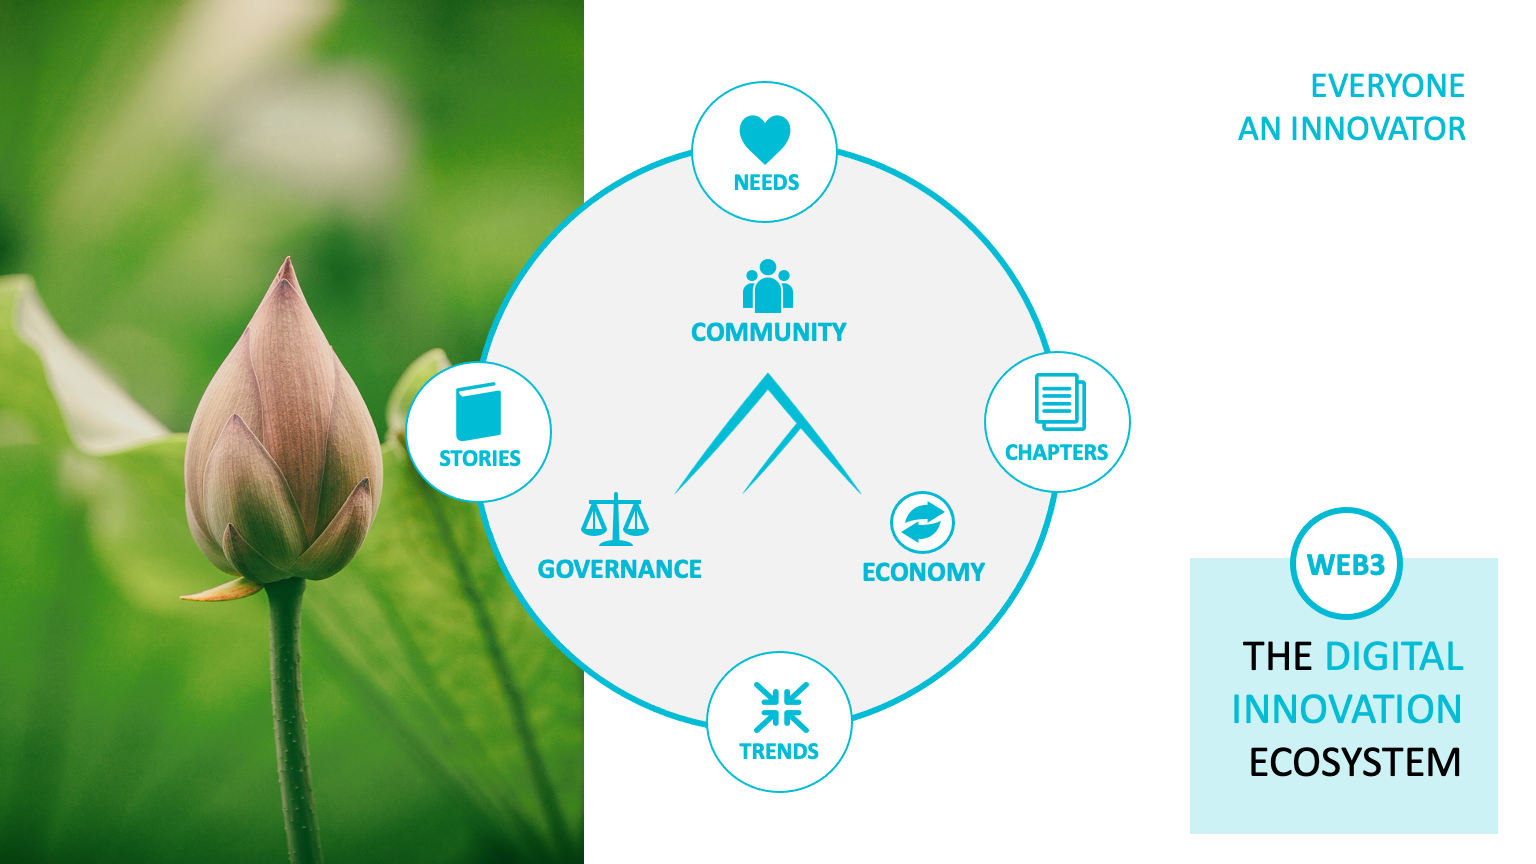 EVERYONE
AN INNOVATOR
NEEDS
COMMUNITY
STORIES
CHAPTERS
GOVERNANCE
ECONOMY
TRENDS
WEB3
THE DIGITAL
INNOVATION
ECOSYSTEM